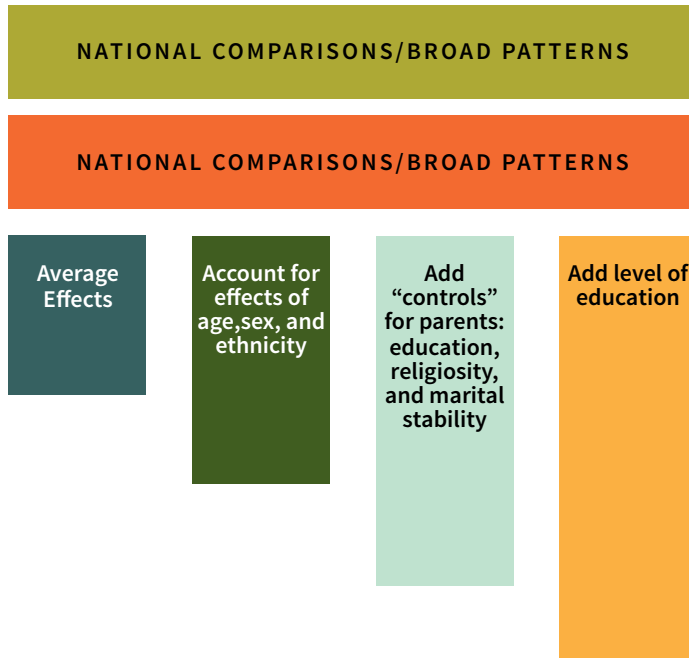 NATIONAL COMPARISONS/BROAD PATTERNS
NATIONAL COMPARISONS/BROAD PATTERNS
Average
Effects
Account for
effects of
age,sex, and
ethnicity
Add
“controls”
for parents:
education,
religiosity,
and marital
stability
Add level of
education